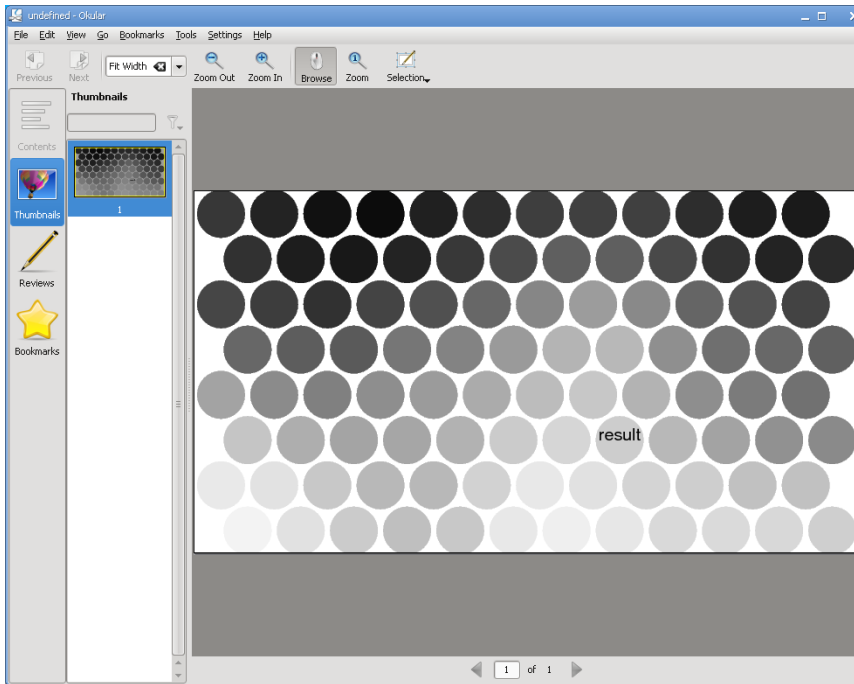 undefined - Okular
File Edit View Go Bookmarks Tools Settings Help
Previous Next Fit Width Zoom Out Zoom In Browse Zoom Selection
Thumbnails
Contents
Thumbnails
1
Reviews
Bookmarks
result
1 of 1